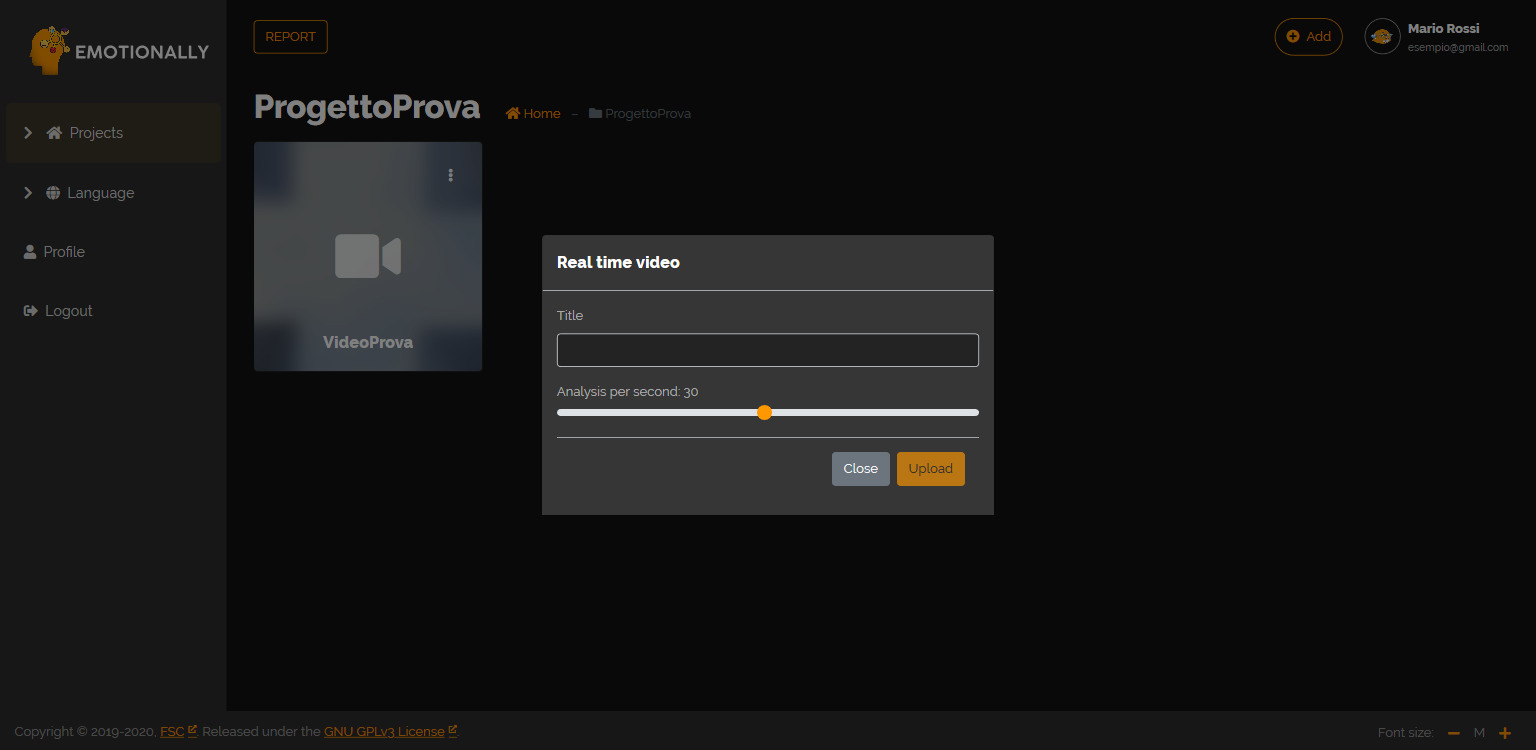 EMOTIONALLY
REPORT
Add
Mario Rossi
esempio@gmail.com
Projects
Language
Profile
Logout
ProgettoProva
Home – ProgettoProva
VideoProva
Real time video
Title
Analysis per second: 30
Close Upload
Copyright © 2019-2020, FSC. Released under the GNU GPLv3 License.
Font size: – M +